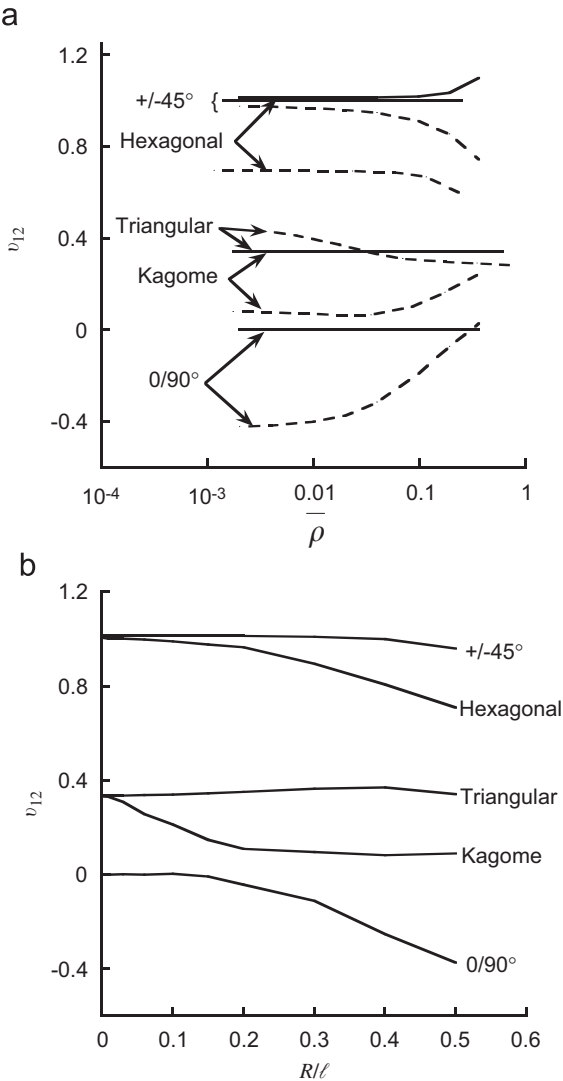 a
1.2
+/-45° {
Hexagonal
0.8
Triangular
0.4
ν12
Kagome
0
0/90°
-0.4
10-4
10-3
0.01
0.1
1
ρ
b
1.2
+/-45°
0.8
Hexagonal
0.4
Triangular
ν12
Kagome
0
-0.4
0/90°
0
0.1
0.2
0.3
0.4
0.5
0.6
R/ℓ